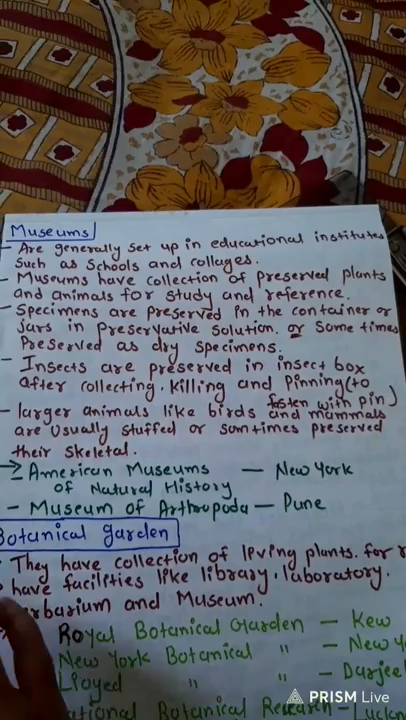 Museums
- Are generally set up in educational institutes
such as schools and collages.
- Museums have collection of preserved plants
and animals for study and reference.
- Specimens are preserved in the container or
jars in preservative solution. or some times
preserved as dry specimens.
- Insects are preserved in insect box
after collecting. killing and pinning (to
fasten with pin)
- larger animals like birds and mammals
are usually stuffed or somtimes preserved
their skeletal.
→ - American Museums — New York
of Natural History
- Museum of Arthropoda — Pune
Botanical garden
They have collection of living plants. for
have facilities like library, laboratory.
and Museum.
Royal Botanical Garden — Kew
New York Botanical " — New
Lloyed " —
Botanical Research -
PRISM Live